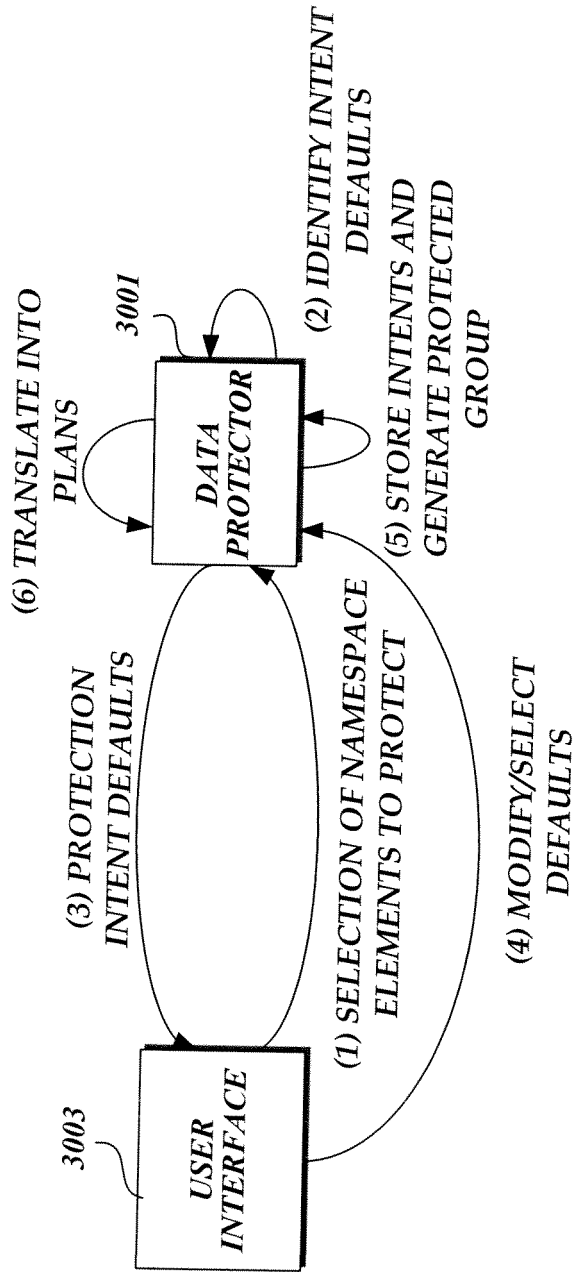 3003
USER
INTERFACE
(3) PROTECTION
INTENT DEFAULTS
(1) SELECTION OF NAMESPACE
ELEMENTS TO PROTECT
(4) MODIFY/SELECT
DEFAULTS
(6) TRANSLATE INTO
PLANS
3001
DATA
PROTECTOR
(2) IDENTIFY INTENT
DEFAULTS
(5) STORE INTENTS AND
GENERATE PROTECTED
GROUP